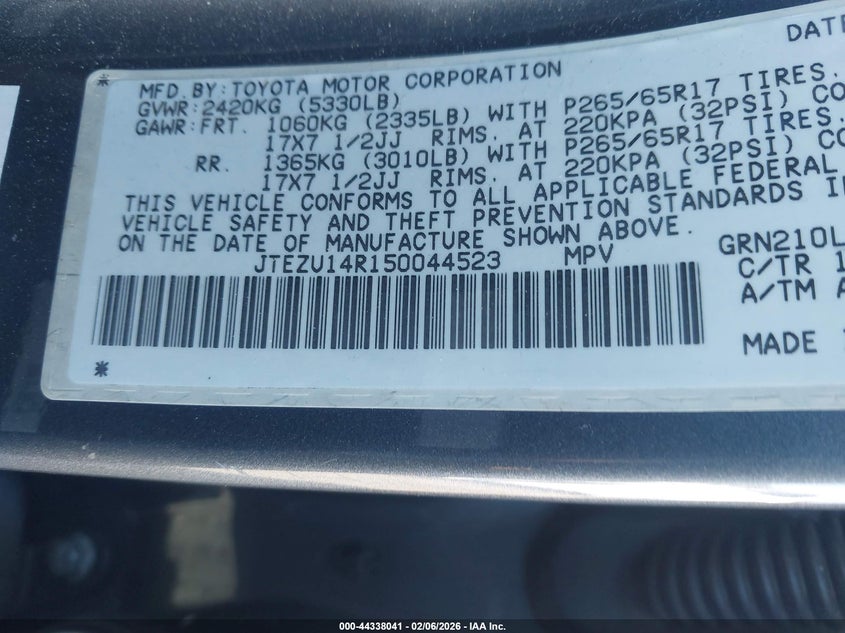 DATE
MFD. BY: TOYOTA MOTOR CORPORATION
GVWR: 2420KG (5330LB)
GAWR: FRT. 1060KG (2335LB) WITH P265/65R17 TIRES.
17X7 1/2JJ RIMS. AT 220KPA (32PSI) CO
RR. 1365KG (3010LB) WITH P265/65R17 TIRES.
17X7 1/2JJ RIMS. AT 220KPA (32PSI) CO
THIS VEHICLE CONFORMS TO ALL APPLICABLE FEDERAL
VEHICLE SAFETY AND THEFT PREVENTION STANDARDS I
ON THE DATE OF MANUFACTURE SHOWN ABOVE.
JTEZU14R150044523 MPV
GRN210L
C/TR 1
A/TM A
MADE
000-44338041 - 02/06/2026 - IAA Inc.